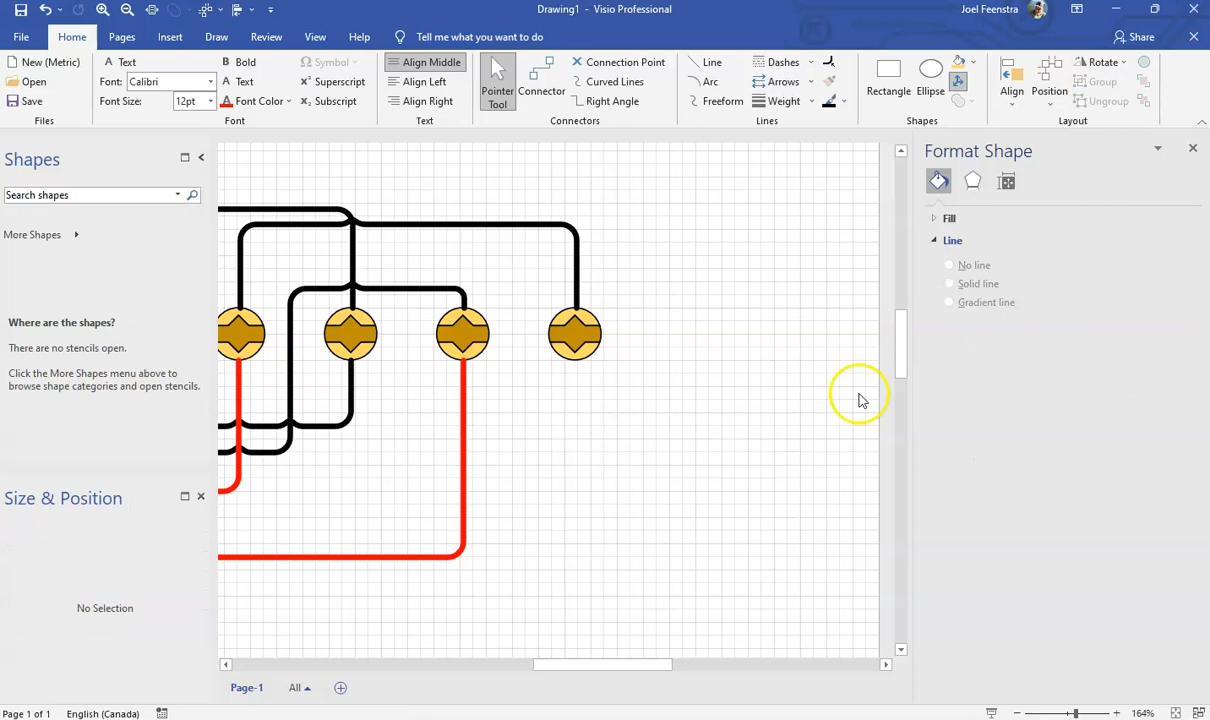 Drawing1 - Visio Professional
Joel Feenstra
File Home Pages Insert Draw Review View Help Tell me what you want to do Share
New (Metric)
Open
Save
Files
Text Bold Symbol
Font: Calibri Text Superscript
Font Size: 12pt Font Color Subscript
Font
Align Middle
Align Left
Align Right
Text
Pointer Tool
Connector
Connection Point
Curved Lines
Right Angle
Connectors
Line Dashes
Arc Arrows
Freeform Weight
Lines
Rectangle Ellipse
Shapes
Align Position
Rotate
Group
Ungroup
Layout
Shapes
Search shapes
More Shapes
Where are the shapes?
There are no stencils open.
Click the More Shapes menu above to
browse shape categories and open stencils.
Size & Position
No Selection
Format Shape
Fill
Line
No line
Solid line
Gradient line
Page-1 All
Page 1 of 1 English (Canada) 164%